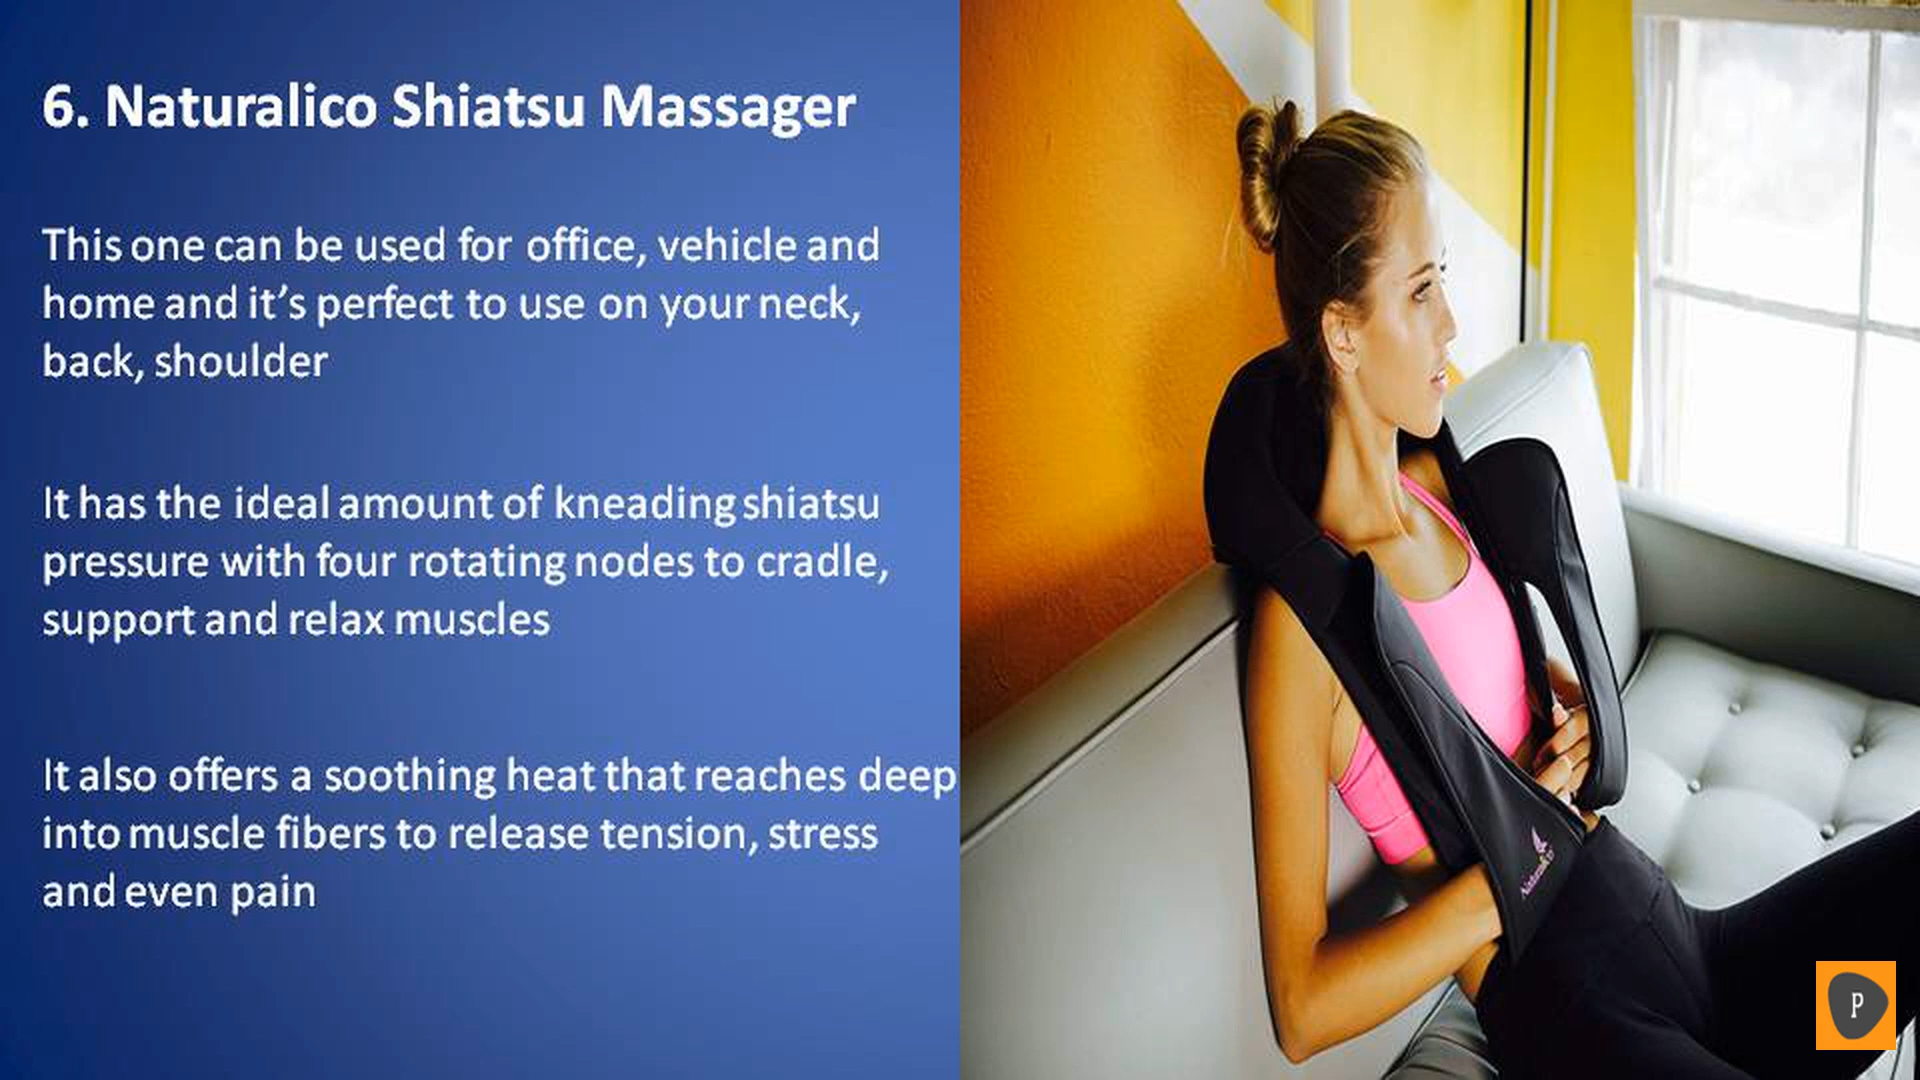 6. Naturalico Shiatsu Massager
This one can be used for office, vehicle and
home and it’s perfect to use on your neck,
back, shoulder
It has the ideal amount of kneading shiatsu
pressure with four rotating nodes to cradle,
support and relax muscles
It also offers a soothing heat that reaches deep
into muscle fibers to release tension, stress
and even pain
Naturalico
P